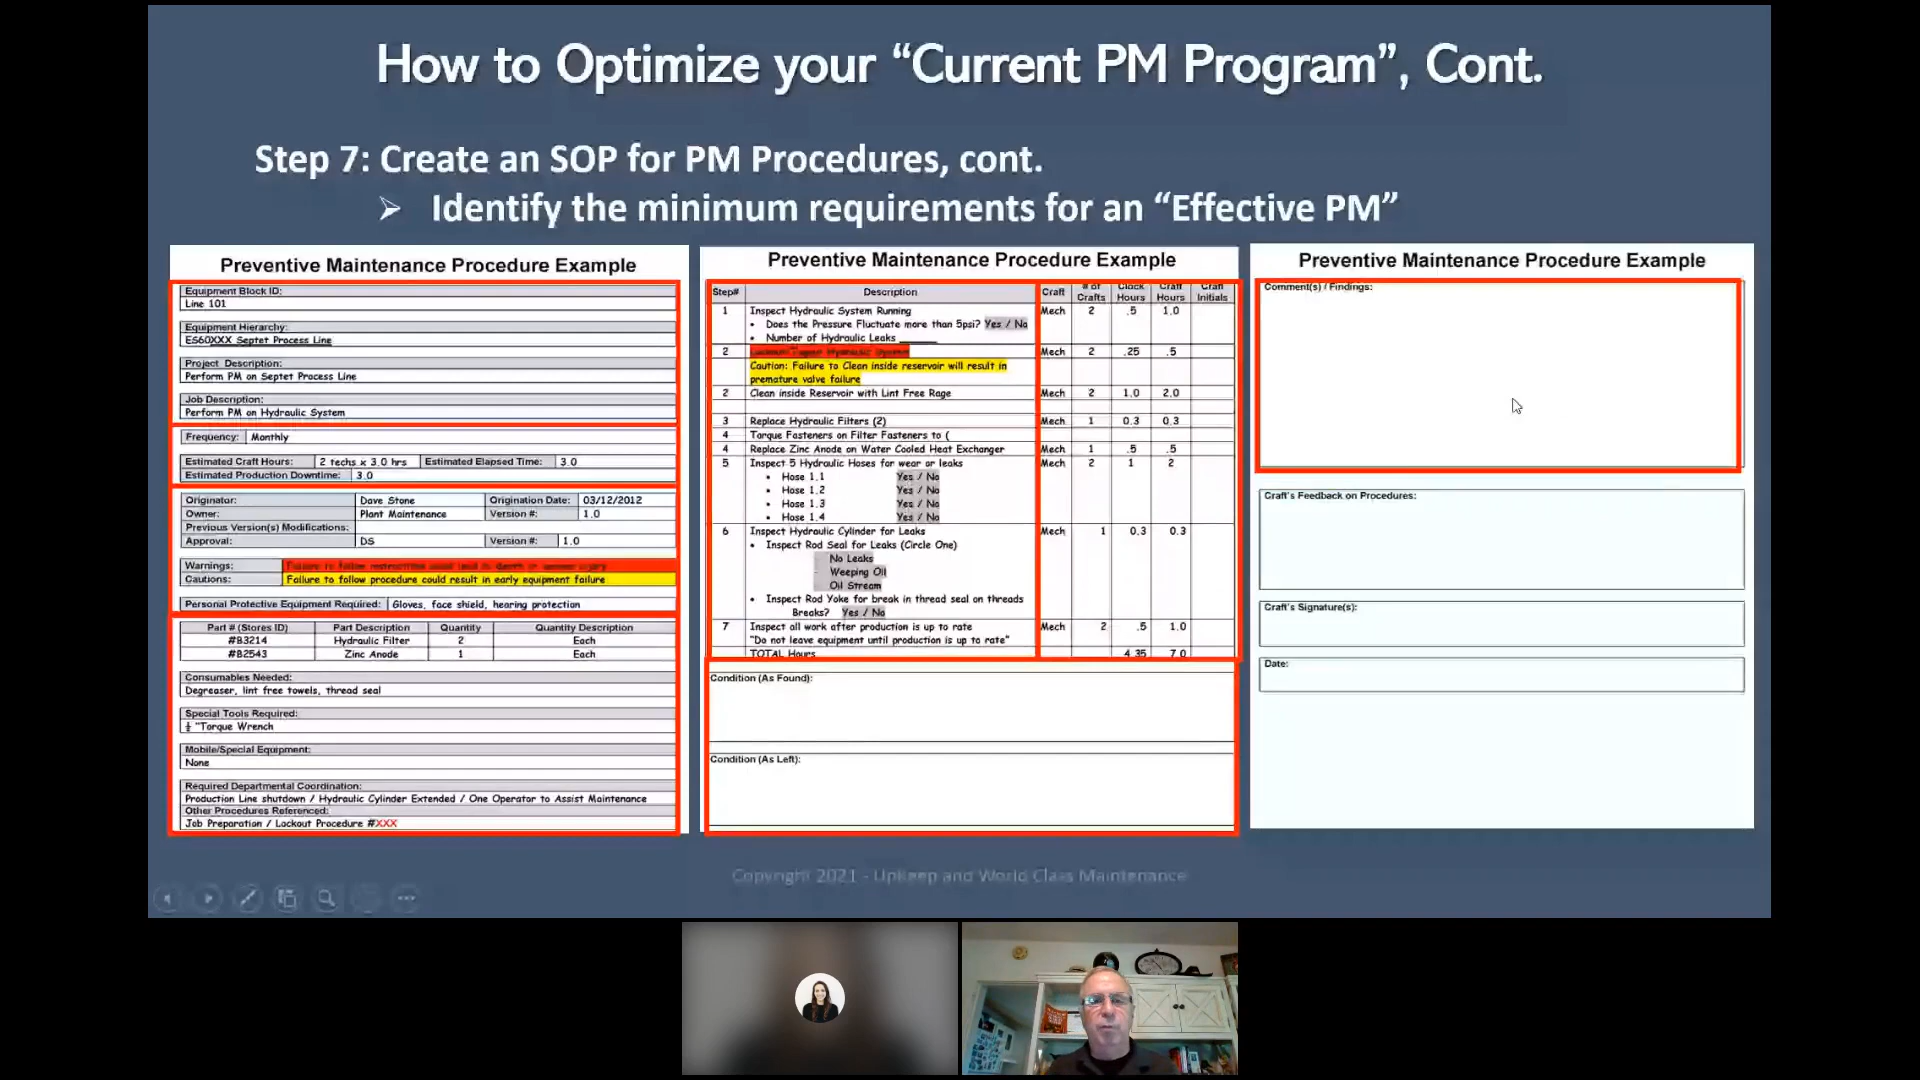 How to Optimize your “Current PM Program”, Cont.
Step 7: Create an SOP for PM Procedures, cont.
➢ Identify the minimum requirements for an “Effective PM”
Preventive Maintenance Procedure Example
Equipment Block ID:
Line 101
Equipment Hierarchy:
ES60XXX Septet Process Line
Project Description:
Perform PM on Septet Process Line
Job Description:
Perform PM on Hydraulic System
Frequency: Monthly
Estimated Craft Hours: 2 techs x 3.0 hrs Estimated Elapsed Time: 3.0
Estimated Production Downtime: 3.0
Originator: Dave Stone Origination Date: 03/12/2012
Owner: Plant Maintenance Version #: 1.0
Previous Version(s) Modifications:
Approval: DS Version #: 1.0
Warnings: Failure to follow instructions could lead to death or severe injury
Cautions: Failure to follow procedure could result in early equipment failure
Personal Protective Equipment Required: Gloves, face shield, hearing protection
Part # (Stores ID) Part Description Quantity Quantity Description
#B3214 Hydraulic Filter 2 Each
#B2543 Zinc Anode 1 Each
Consumables Needed:
Degreaser, lint free towels, thread seal
Special Tools Required:
½ "Torque Wrench
Mobile/Special Equipment:
None
Required Departmental Coordination:
Production Line shutdown / Hydraulic Cylinder Extended / One Operator to Assist Maintenance
Other Procedures Referenced:
Job Preparation / Lockout Procedure #XXX
Preventive Maintenance Procedure Example
Step# Description Craft # of Crafts Clock Hours Craft Hours Craft Initials
1 Inspect Hydraulic System Running Mech 2 .5 1.0
• Does the Pressure Fluctuate more than 5psi? Yes / No
• Number of Hydraulic Leaks ______
2 Mech 2 .25 .5
Caution: Failure to Clean inside reservoir will result in
premature valve failure
2 Clean inside Reservoir with Lint Free Rage Mech 2 1.0 2.0
3 Replace Hydraulic Filters (2) Mech 1 0.3 0.3
4 Torque Fasteners on Filter Fasteners to (
4 Replace Zinc Anode on Water Cooled Heat Exchanger Mech 1 .5 .5
5 Inspect 5 Hydraulic Hoses for wear or leaks Mech 2 1 2
• Hose 1.1 Yes / No
• Hose 1.2 Yes / No
• Hose 1.3 Yes / No
• Hose 1.4 Yes / No
6 Inspect Hydraulic Cylinder for Leaks Mech 1 0.3 0.3
• Inspect Rod Seal for Leaks (Circle One)
No Leaks
Weeping Oil
Oil Stream
• Inspect Rod Yoke for break in thread seal on threads
Breaks? Yes / No
7 Inspect all work after production is up to rate Mech 2 .5 1.0
"Do not leave equipment until production is up to rate"
TOTAL Hours 4.35 7.0
Condition (As Found):
Condition (As Left):
Preventive Maintenance Procedure Example
Comment(s) / Findings:
Craft's Feedback on Procedures:
Craft's Signature(s):
Date:
Copyright 2021 - Upkeep and World Class Maintenance